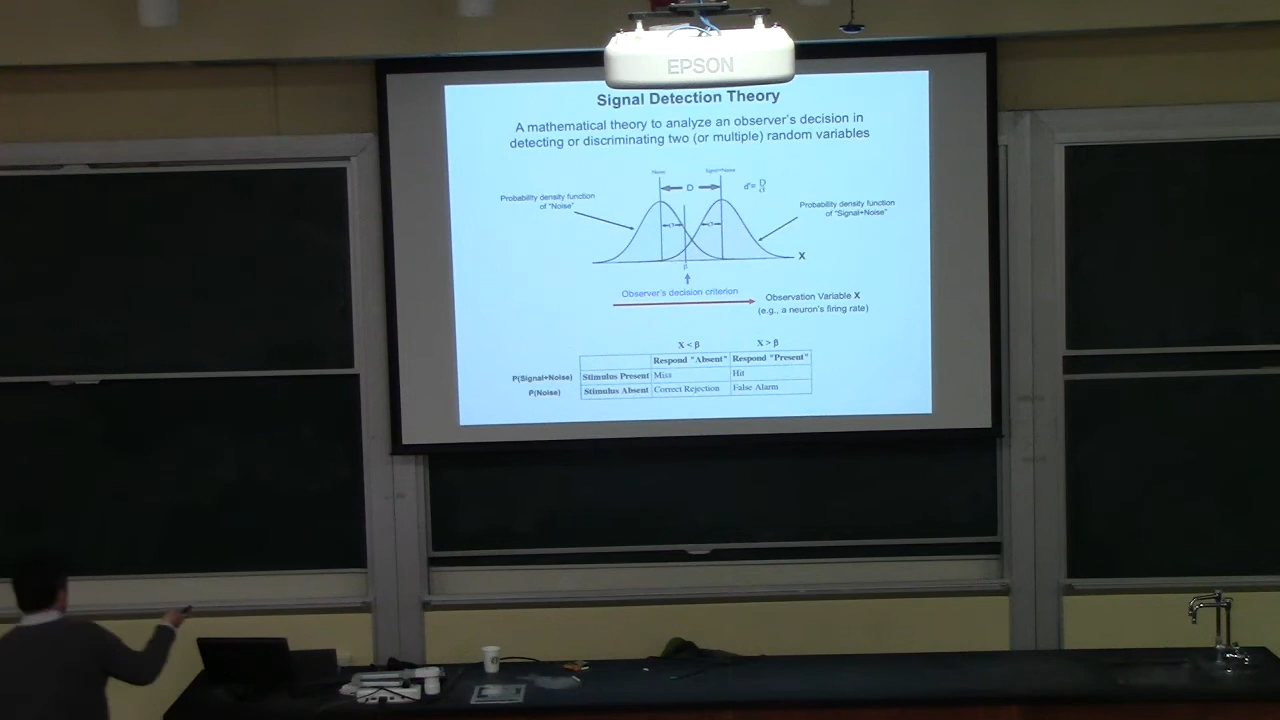 EPSON
Signal Detection Theory
A mathematical theory to analyze an observer's decision in
detecting or discriminating two (or multiple) random variables
Noise
Signal+Noise
D
d'= D
σ
Probability density function
of "Noise"
Probability density function
of "Signal+Noise"
σ
σ
X
β
Observer's decision criterion
Observation Variable X
(e.g., a neuron's firing rate)
X < β
X > β
Respond "Absent" Respond "Present"
P(Signal+Noise) Stimulus Present Miss Hit
P(Noise) Stimulus Absent Correct Rejection False Alarm